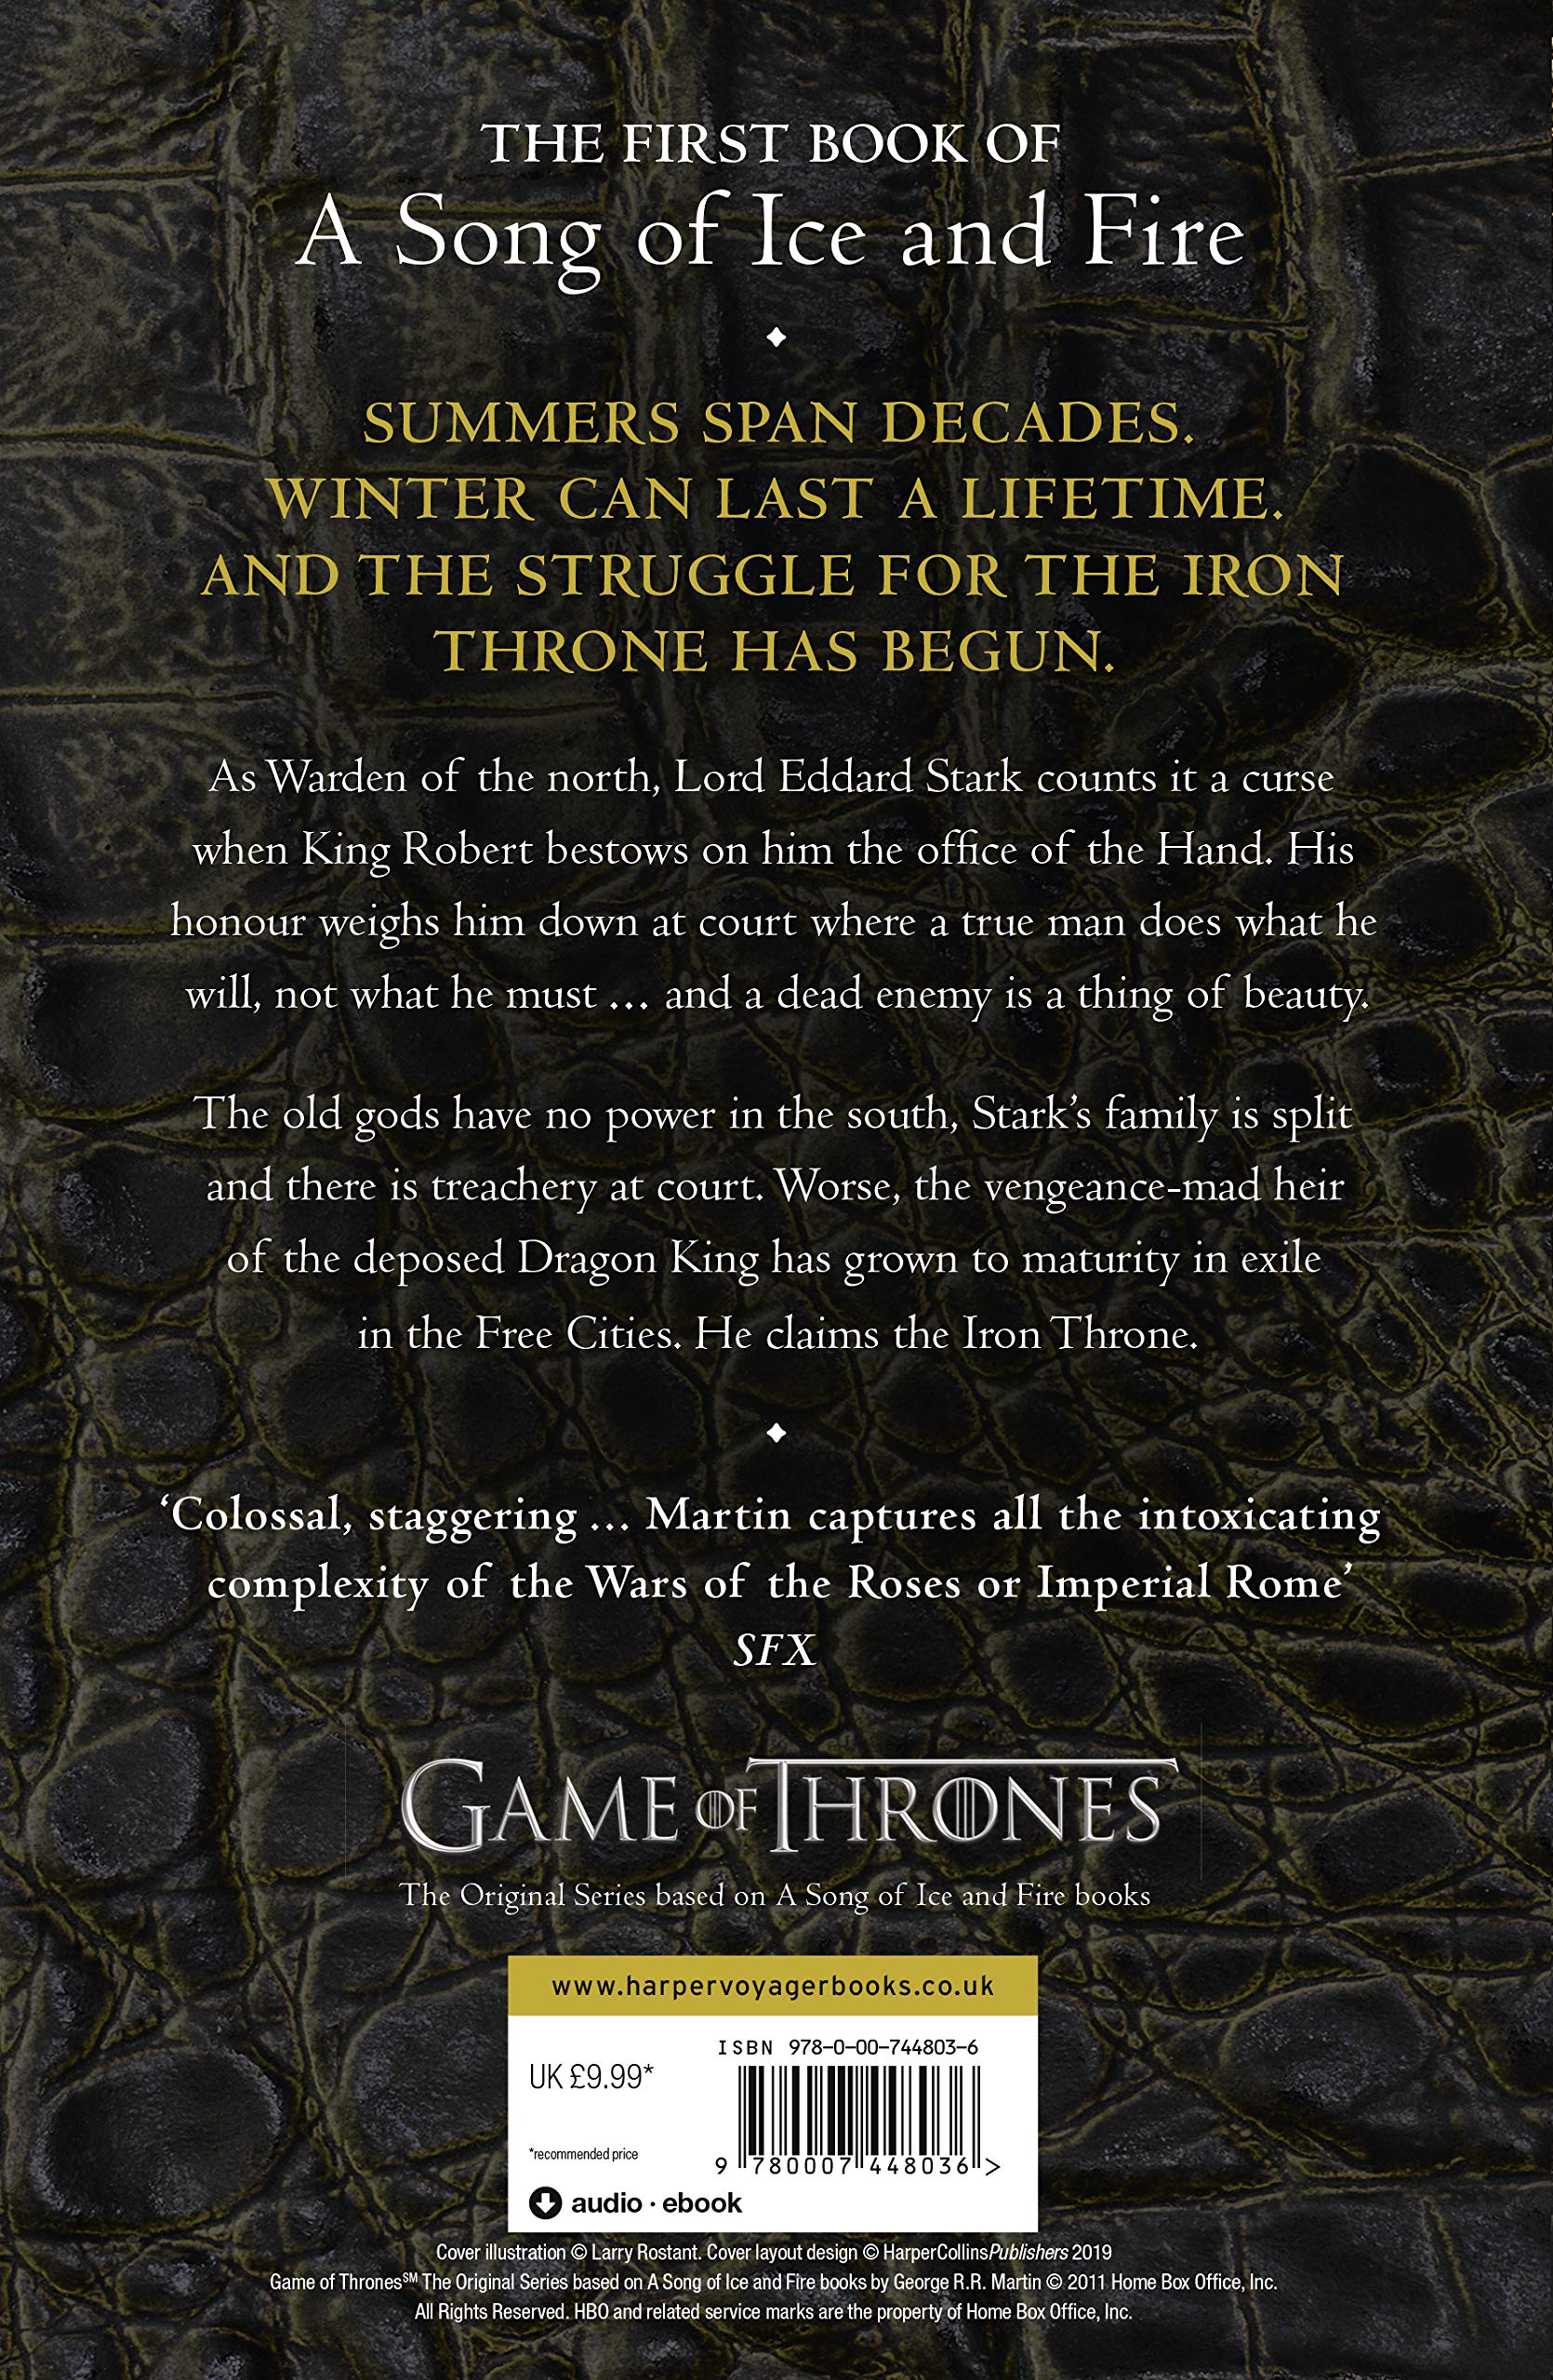 THE FIRST BOOK OF
A Song of Ice and Fire
SUMMERS SPAN DECADES.
WINTER CAN LAST A LIFETIME.
AND THE STRUGGLE FOR THE IRON
THRONE HAS BEGUN.
As Warden of the north, Lord Eddard Stark counts it a curse
when King Robert bestows on him the office of the Hand. His
honour weighs him down at court where a true man does what he
will, not what he must … and a dead enemy is a thing of beauty.
The old gods have no power in the south, Stark’s family is split
and there is treachery at court. Worse, the vengeance-mad heir
of the deposed Dragon King has grown to maturity in exile
in the Free Cities. He claims the Iron Throne.
‘Colossal, staggering … Martin captures all the intoxicating
complexity of the Wars of the Roses or Imperial Rome’
SFX
GAME OF THRONES
The Original Series based on A Song of Ice and Fire books
www.harpervoyagerbooks.co.uk
ISBN 978-0-00-744803-6
UK £9.99*
*recommended price
9 780007 448036 >
audio · ebook
Cover illustration © Larry Rostant. Cover layout design © HarperCollinsPublishers 2019
Game of Thrones℠ The Original Series based on A Song of Ice and Fire books by George R.R. Martin © 2011 Home Box Office, Inc.
All Rights Reserved. HBO and related service marks are the property of Home Box Office, Inc.